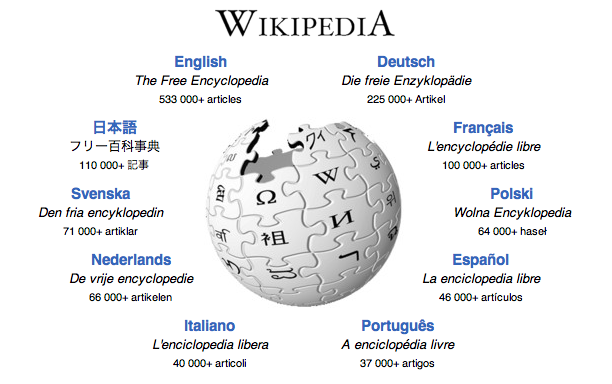 WIKIPEDIA
English
The Free Encyclopedia
533 000+ articles
Deutsch
Die freie Enzyklopädie
225 000+ Artikel
日本語
フリー百科事典
110 000+ 記事
Français
L'encyclopédie libre
100 000+ articles
Svenska
Den fria encyklopedin
71 000+ artiklar
Polski
Wolna Encyklopedia
64 000+ haseł
Nederlands
De vrije encyclopedie
66 000+ artikelen
Español
La enciclopedia libre
46 000+ artículos
Italiano
L'enciclopedia libera
40 000+ articoli
Português
A enciclopédia livre
37 000+ artigos
ウィ
Ω
W
祖
И